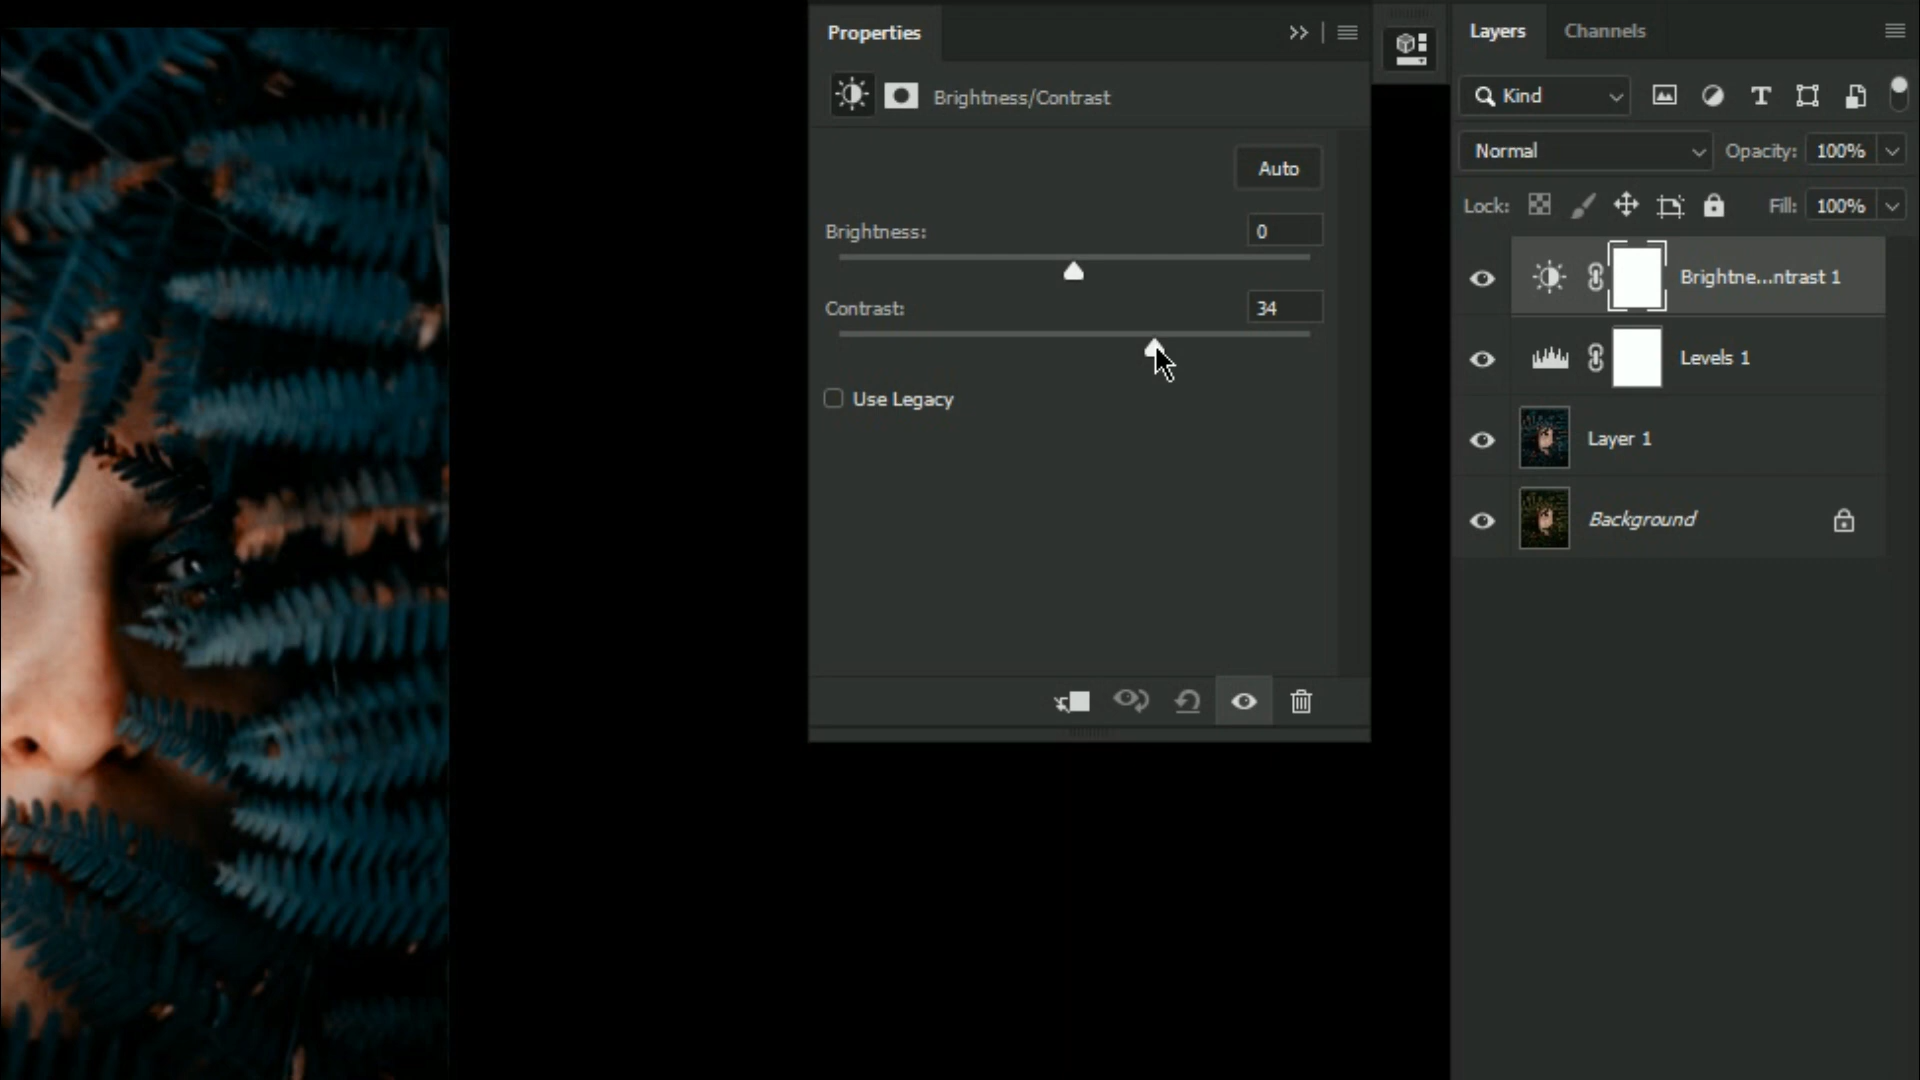 Properties
Brightness/Contrast
Auto
Brightness: 0
Contrast: 34
Use Legacy
Layers Channels
Kind
Normal Opacity: 100%
Lock: Fill: 100%
Brightne...ntrast 1
Levels 1
Layer 1
Background